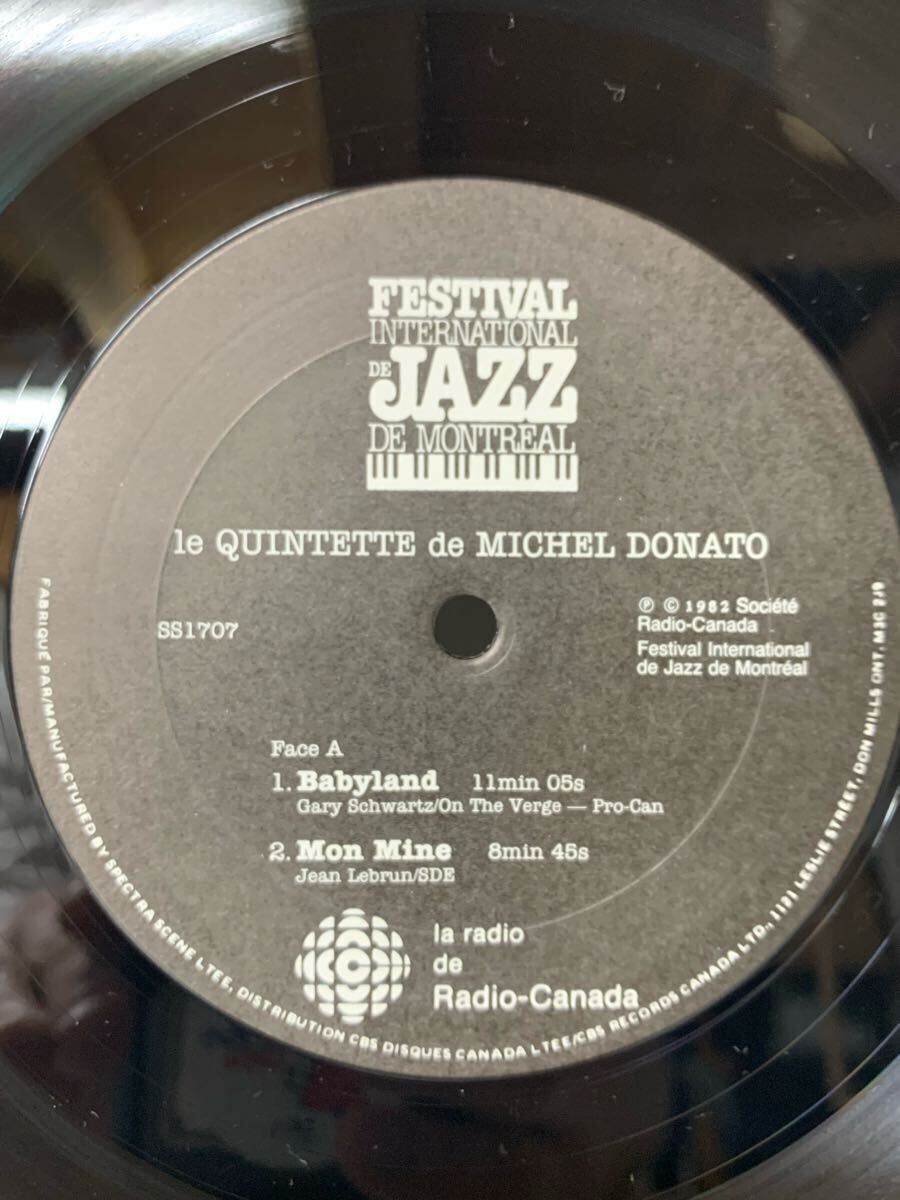 FESTIVAL
INTERNATIONAL
DE JAZZ
DE MONTREAL
le QUINTETTE de MICHEL DONATO
SS1707
℗ © 1982 Société
Radio-Canada
Festival International
de Jazz de Montréal
Face A
1. Babyland 11min 05s
Gary Schwartz/On The Verge — Pro-Can
2. Mon Mine 8min 45s
Jean Lebrun/SDE
la radio
de
Radio-Canada
FABRIQUÉ PAR/MANUFACTURED BY SPECTRA SCENE LTEE, DISTRIBUTION CBS DISQUES CANADA LTEE/CBS RECORDS CANADA LTD., 1121 LESLIE STREET, DON MILLS ONT. M3C 2J9